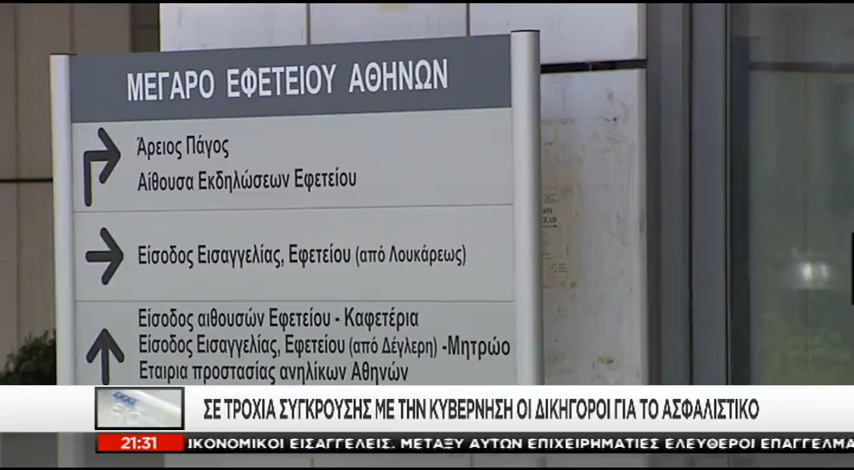 ΜΕΓΑΡΟ ΕΦΕΤΕΙΟΥ ΑΘΗΝΩΝ
Άρειος Πάγος
Αίθουσα Εκδηλώσεων Εφετείου
Είσοδος Εισαγγελίας, Εφετείου (από Λουκάρεως)
Είσοδος αιθουσών Εφετείου - Καφετέρια
Είσοδος Εισαγγελίας, Εφετείου (από Δέγλερη) -Μητρώο
Εταιρια προστασίας ανηλίκων Αθηνών
ΣΕ ΤΡΟΧΙΑ ΣΥΓΚΡΟΥΣΗΣ ΜΕ ΤΗΝ ΚΥΒΕΡΝΗΣΗ ΟΙ ΔΙΚΗΓΟΡΟΙ ΓΙΑ ΤΟ ΑΣΦΑΛΙΣΤΙΚΟ
21:31 ΙΚΟΝΟΜΙΚΟΙ ΕΙΣΑΓΓΕΛΕΙΣ. ΜΕΤΑΞΥ ΑΥΤΩΝ ΕΠΙΧΕΙΡΗΜΑΤΙΕΣ ΕΛΕΥΘΕΡΟΙ ΕΠΑΓΓΕΛΜΑ